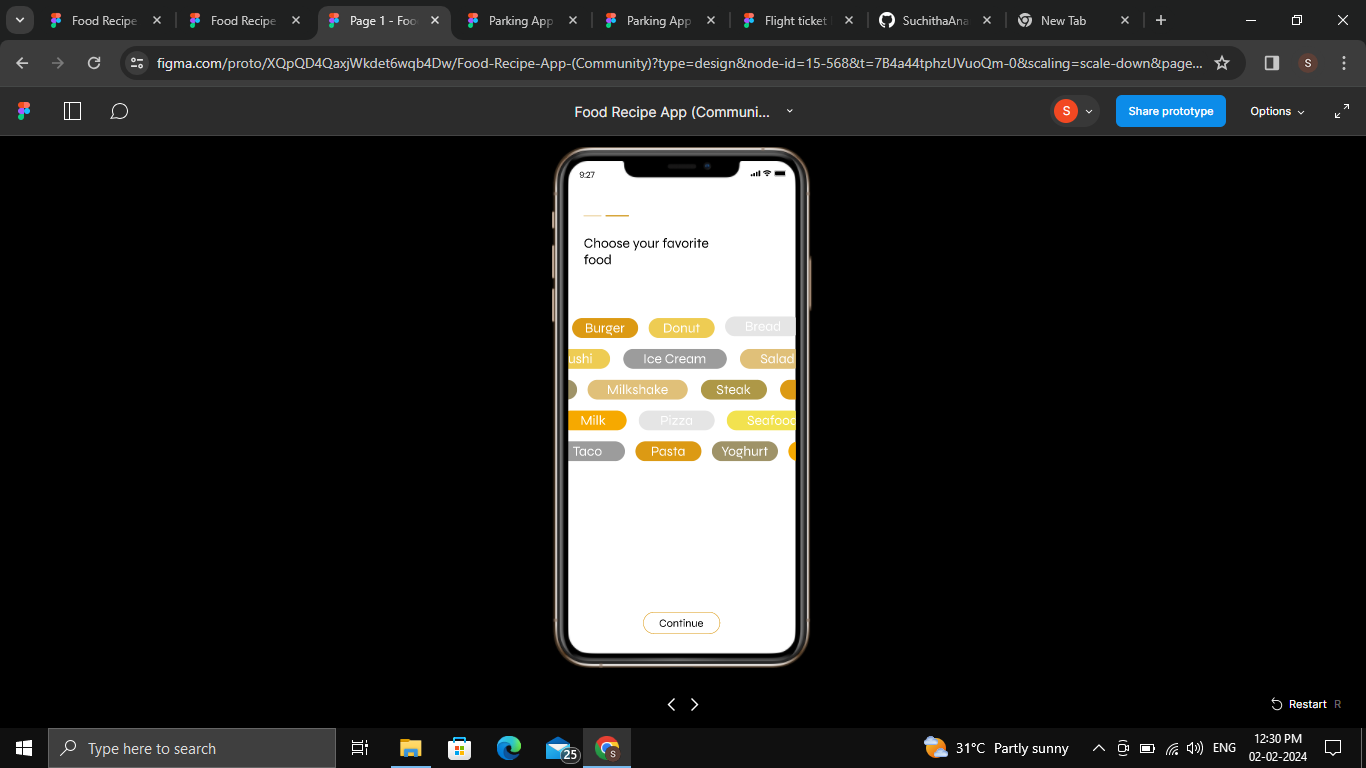 Food Recipe
Food Recipe
Page 1 - Foo
Parking App
Parking App
Flight ticket
SuchithaAna
New Tab
figma.com/proto/XQpQD4QaxjWkdet6wqb4Dw/Food-Recipe-App-(Community)?type=design&node-id=15-568&t=7B4a44tphzUVuoQm-0&scaling=scale-down&page...
S
Food Recipe App (Communi...
S
Share prototype
Options
9:27
Choose your favorite
food
Burger Donut Bread
ushi Ice Cream Salad
Milkshake Steak
Milk Pizza Seafood
Taco Pasta Yoghurt
Continue
Restart R
Type here to search
25
S
31°C Partly sunny
ENG
12:30 PM
02-02-2024